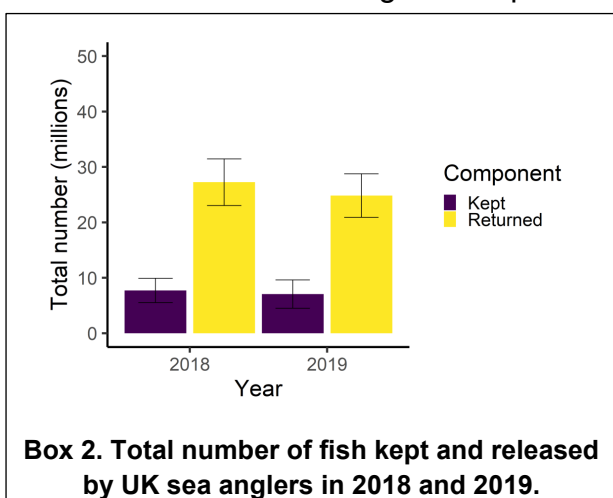 Total number (millions)
50
40
30
20
10
0
2018
2019
Year
Component
Kept
Returned
Box 2. Total number of fish kept and released
by UK sea anglers in 2018 and 2019.